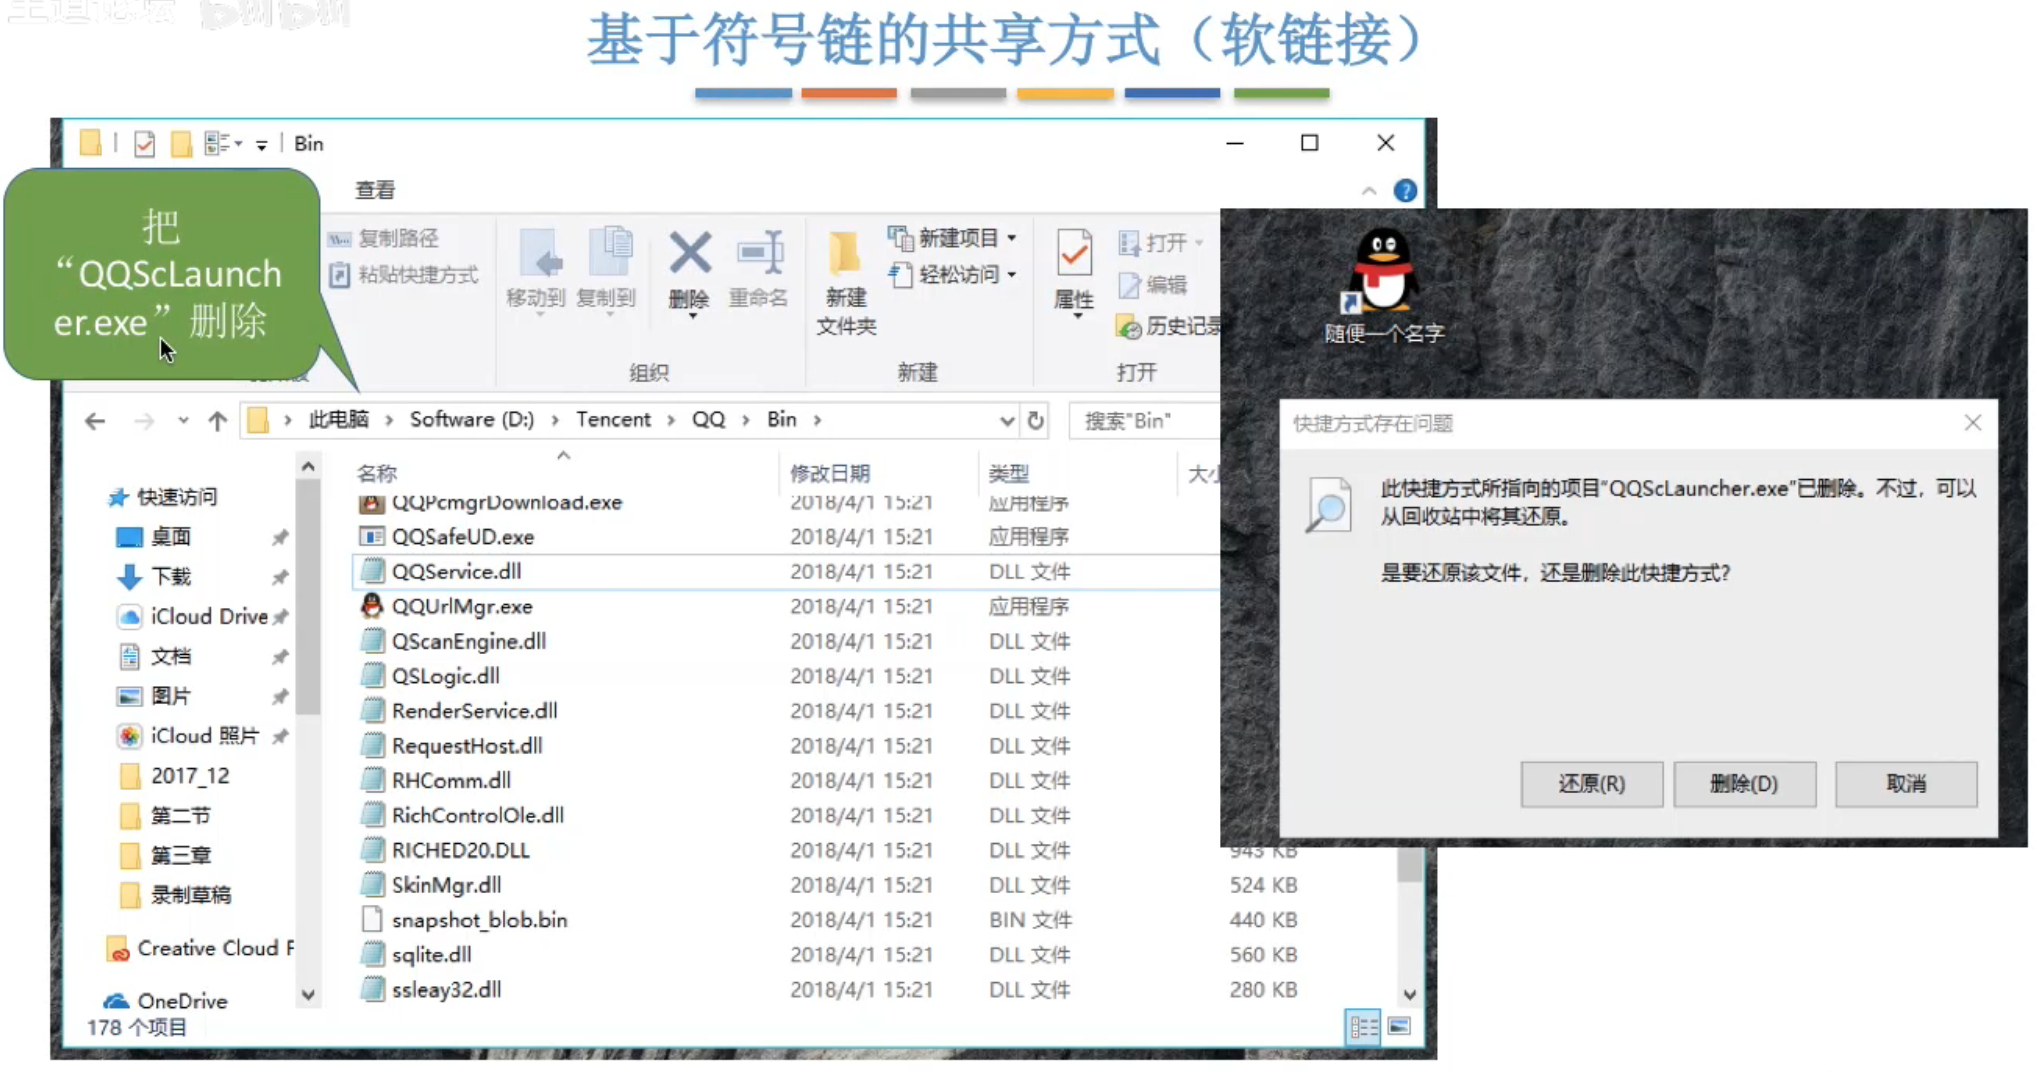 基于符号链的共享方式（软链接）
Bin
查看
把
“QQScLaunch
er.exe”删除
复制路径
粘贴快捷方式
移动到
复制到
删除
重命名
组织
新建
文件夹
新建项目
轻松访问
新建
属性
打开
编辑
历史记录
打开
此电脑 › Software (D:) › Tencent › QQ › Bin ›
搜索"Bin"
快速访问
桌面
下载
iCloud Drive
文档
图片
iCloud 照片
2017_12
第二节
第三章
录制草稿
Creative Cloud F
OneDrive
名称 修改日期 类型 大小
QQPcmgrDownload.exe 2018/4/1 15:21 应用程序
QQSafeUD.exe 2018/4/1 15:21 应用程序
QQService.dll 2018/4/1 15:21 DLL 文件
QQUrlMgr.exe 2018/4/1 15:21 应用程序
QScanEngine.dll 2018/4/1 15:21 DLL 文件
QSLogic.dll 2018/4/1 15:21 DLL 文件
RenderService.dll 2018/4/1 15:21 DLL 文件
RequestHost.dll 2018/4/1 15:21 DLL 文件
RHComm.dll 2018/4/1 15:21 DLL 文件
RichControlOle.dll 2018/4/1 15:21 DLL 文件
RICHED20.DLL 2018/4/1 15:21 DLL 文件 943 KB
SkinMgr.dll 2018/4/1 15:21 DLL 文件 524 KB
snapshot_blob.bin 2018/4/1 15:21 BIN 文件 440 KB
sqlite.dll 2018/4/1 15:21 DLL 文件 560 KB
ssleay32.dll 2018/4/1 15:21 DLL 文件 280 KB
178 个项目
随便一个名字
快捷方式存在问题
此快捷方式所指向的项目“QQScLauncher.exe”已删除。不过，可以
从回收站中将其还原。
是要还原该文件，还是删除此快捷方式?
还原(R)
删除(D)
取消